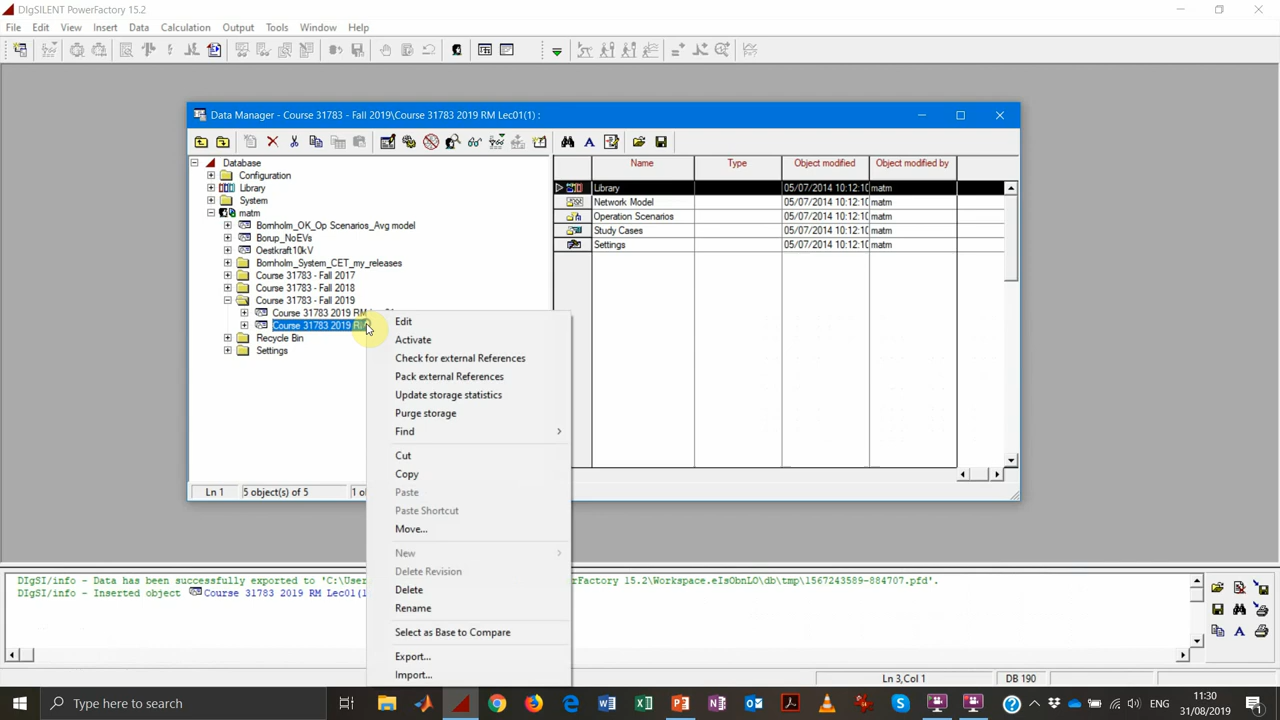 DIgSILENT PowerFactory 15.2
File Edit View Insert Data Calculation Output Tools Window Help
Data Manager - Course 31783 - Fall 2019\Course 31783 2019 RM Lec01(1) :
Database
Configuration
Library
System
matm
Bornholm_OK_Op Scenarios_Avg model
Borup_NoEVs
Oestkraft10kV
Bornholm_System_CET_my_releases
Course 31783 - Fall 2017
Course 31783 - Fall 2018
Course 31783 - Fall 2019
Course 31783 2019 RM
Course 31783 2019
Recycle Bin
Settings
Name Type Object modified Object modified by
Library 05/07/2014 10:12:10 matm
Network Model 05/07/2014 10:12:10 matm
Operation Scenarios 05/07/2014 10:12:10 matm
Study Cases 05/07/2014 10:12:10 matm
Settings 05/07/2014 10:12:10 matm
Edit
Activate
Check for external References
Pack external References
Update storage statistics
Purge storage
Find
Cut
Copy
Paste
Paste Shortcut
Move...
New
Delete Revision
Delete
Rename
Select as Base to Compare
Export...
Import...
Ln 1 5 object(s) of 5
DIgSI/info - Data has been successfully exported to 'C:\Users Factory 15.2\Workspace.eIsObnLO\db\tmp\1567243589-884707.pfd'.
DIgSI/info - Inserted object Course 31783 2019 RM Lec01(1
Ln 3,Col 1 DB 190
Type here to search
ENG
11:30
31/08/2019